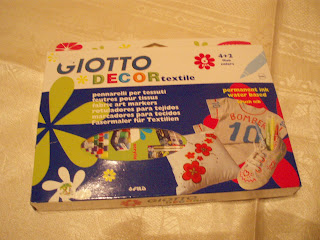 GIOTTO
DECOR textile
pennarelli per tessuti
feutres pour tissus
fabric art markers
rotuladores para tejidos
marcadores para tecidos
Fasermaler für Textilien
6
4+2
permanent ink
water based
BOMBER
10